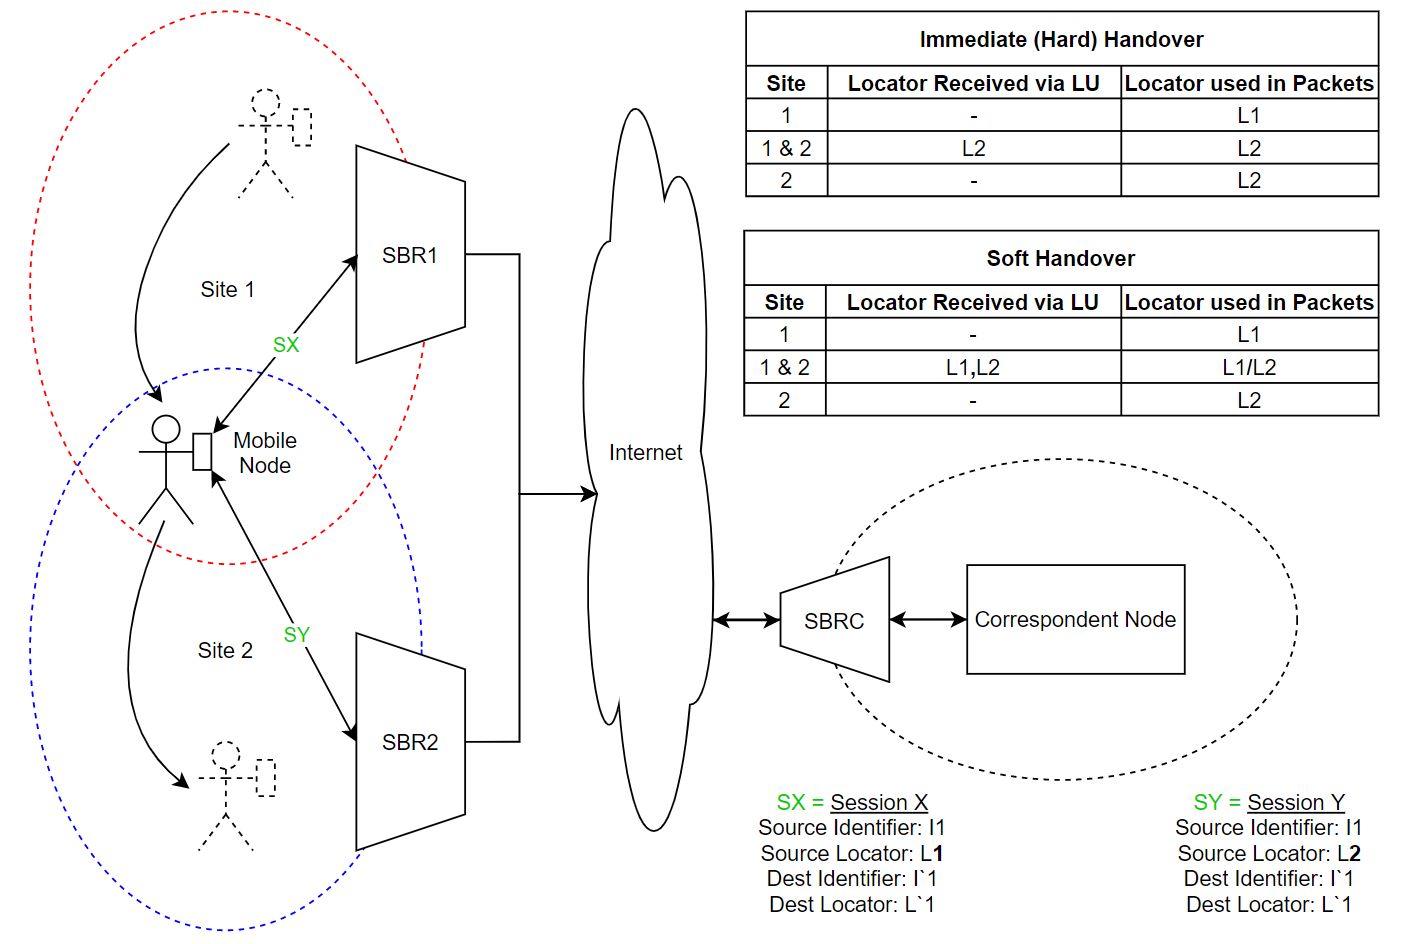 Immediate (Hard) Handover
Site Locator Received via LU Locator used in Packets
1 - L1
1 & 2 L2 L2
2 - L2
Soft Handover
Site Locator Received via LU Locator used in Packets
1 - L1
1 & 2 L1,L2 L1/L2
2 - L2
SBR1
Site 1
SX
Mobile
Node
Internet
SBRC
Correspondent Node
SY
Site 2
SBR2
SX = Session X
Source Identifier: I1
Source Locator: L1
Dest Identifier: I`1
Dest Locator: L`1
SY = Session Y
Source Identifier: I1
Source Locator: L2
Dest Identifier: I`1
Dest Locator: L`1